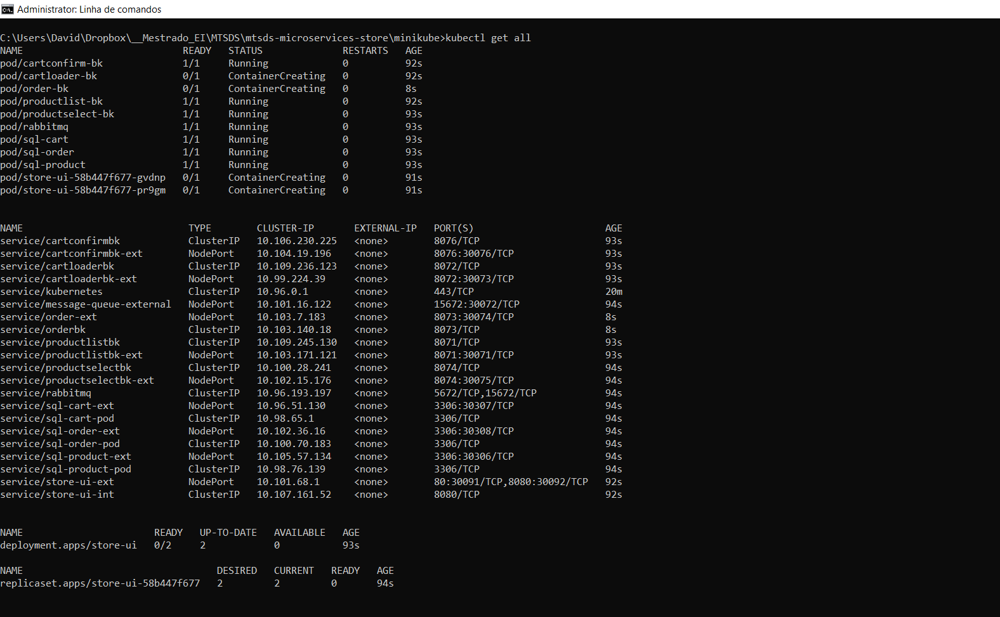 Administrator: Linha de comandos
C:\Users\David\Dropbox\__Mestrado_EI\MTSDS\mtsds-microservices-store\minikube>kubectl get all
NAME READY STATUS RESTARTS AGE
pod/cartconfirm-bk 1/1 Running 0 92s
pod/cartloader-bk 0/1 ContainerCreating 0 92s
pod/order-bk 0/1 ContainerCreating 0 8s
pod/productlist-bk 1/1 Running 0 92s
pod/productselect-bk 1/1 Running 0 93s
pod/rabbitmq 1/1 Running 0 93s
pod/sql-cart 1/1 Running 0 93s
pod/sql-order 1/1 Running 0 93s
pod/sql-product 1/1 Running 0 93s
pod/store-ui-58b447f677-gvdnp 0/1 ContainerCreating 0 91s
pod/store-ui-58b447f677-pr9gm 0/1 ContainerCreating 0 91s
NAME TYPE CLUSTER-IP EXTERNAL-IP PORT(S) AGE
service/cartconfirmbk ClusterIP 10.106.230.225 <none> 8076/TCP 93s
service/cartconfirmbk-ext NodePort 10.104.19.196 <none> 8076:30076/TCP 93s
service/cartloaderbk ClusterIP 10.109.236.123 <none> 8072/TCP 93s
service/cartloaderbk-ext NodePort 10.99.224.39 <none> 8072:30073/TCP 93s
service/kubernetes ClusterIP 10.96.0.1 <none> 443/TCP 20m
service/message-queue-external NodePort 10.101.16.122 <none> 15672:30072/TCP 94s
service/order-ext NodePort 10.103.7.183 <none> 8073:30074/TCP 8s
service/orderbk ClusterIP 10.103.140.18 <none> 8073/TCP 8s
service/productlistbk ClusterIP 10.109.245.130 <none> 8071/TCP 93s
service/productlistbk-ext NodePort 10.103.171.121 <none> 8071:30071/TCP 93s
service/productselectbk ClusterIP 10.100.28.241 <none> 8074/TCP 94s
service/productselectbk-ext NodePort 10.102.15.176 <none> 8074:30075/TCP 94s
service/rabbitmq ClusterIP 10.96.193.197 <none> 5672/TCP,15672/TCP 94s
service/sql-cart-ext NodePort 10.96.51.130 <none> 3306:30307/TCP 94s
service/sql-cart-pod ClusterIP 10.98.65.1 <none> 3306/TCP 94s
service/sql-order-ext NodePort 10.102.36.16 <none> 3306:30308/TCP 94s
service/sql-order-pod ClusterIP 10.100.70.183 <none> 3306/TCP 94s
service/sql-product-ext NodePort 10.105.57.134 <none> 3306:30306/TCP 94s
service/sql-product-pod ClusterIP 10.98.76.139 <none> 3306/TCP 94s
service/store-ui-ext NodePort 10.101.68.1 <none> 80:30091/TCP,8080:30092/TCP 92s
service/store-ui-int ClusterIP 10.107.161.52 <none> 8080/TCP 92s
NAME READY UP-TO-DATE AVAILABLE AGE
deployment.apps/store-ui 0/2 2 0 93s
NAME DESIRED CURRENT READY AGE
replicaset.apps/store-ui-58b447f677 2 2 0 94s